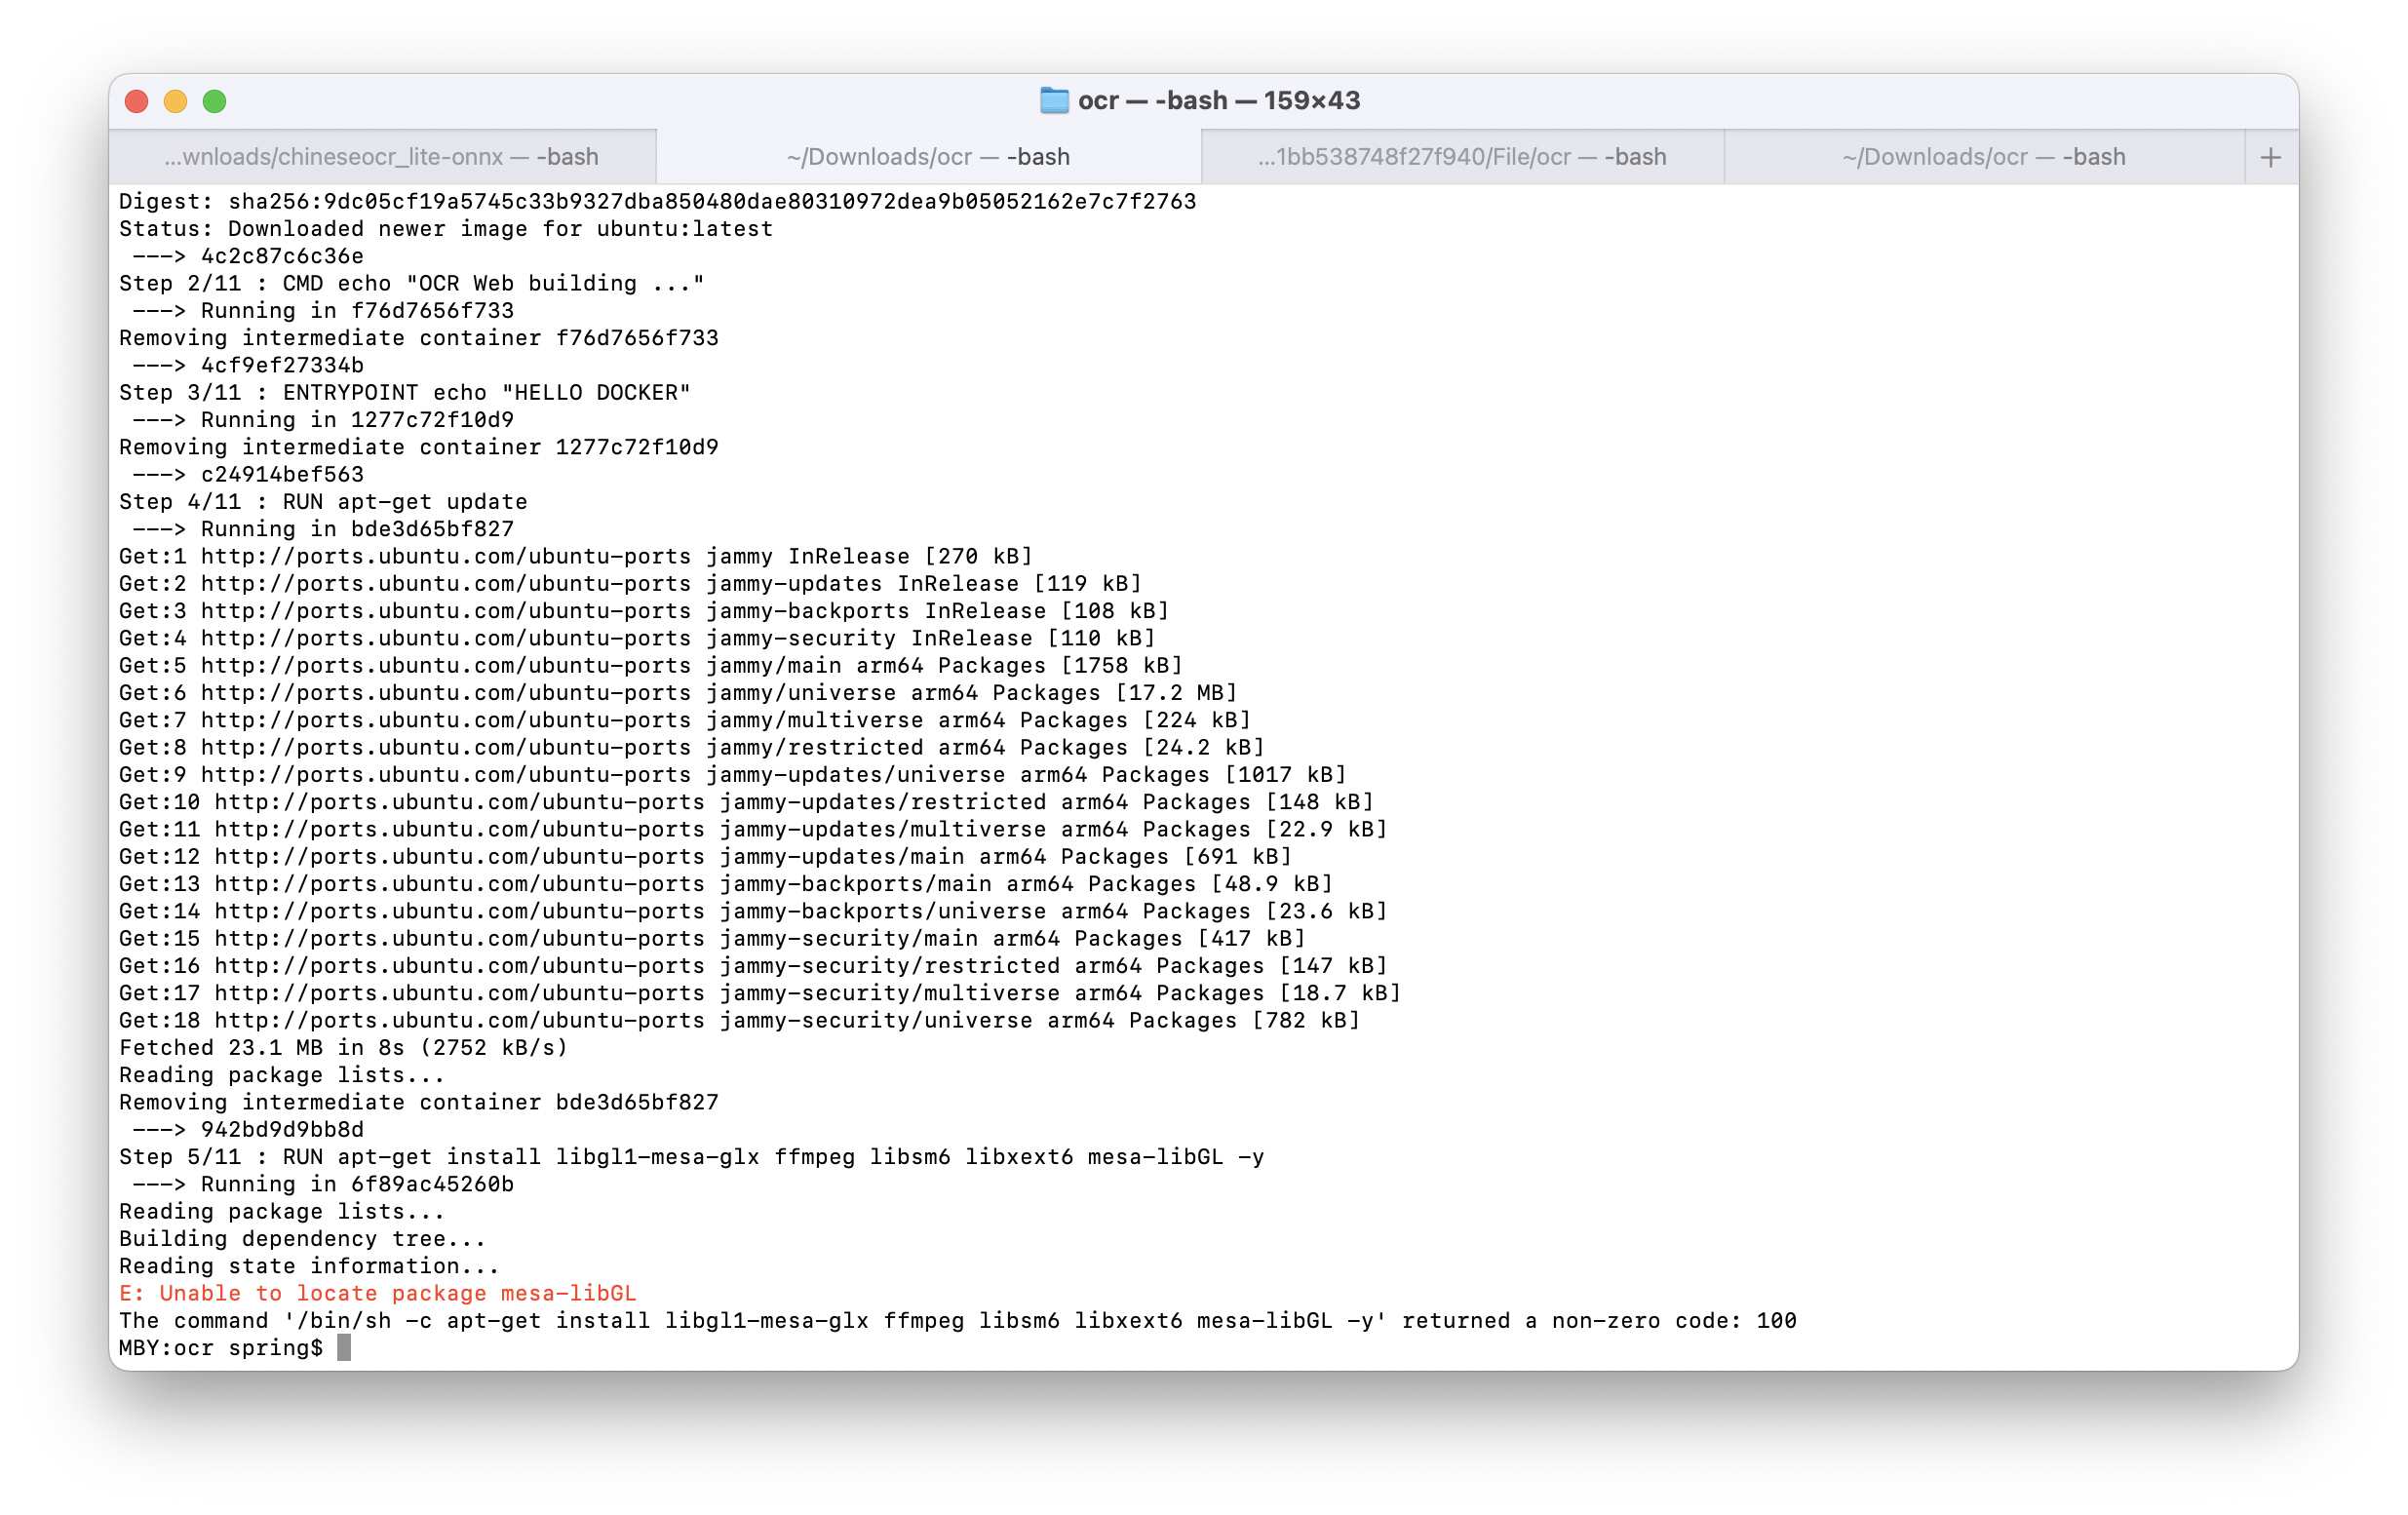 ocr — -bash — 159×43
...wnloads/chineseocr_lite-onnx — -bash
~/Downloads/ocr — -bash
...1bb538748f27f940/File/ocr — -bash
~/Downloads/ocr — -bash
+
Digest: sha256:9dc05cf19a5745c33b9327dba850480dae80310972dea9b05052162e7c7f2763
Status: Downloaded newer image for ubuntu:latest
 ---> 4c2c87c6c36e
Step 2/11 : CMD echo "OCR Web building ..."
 ---> Running in f76d7656f733
Removing intermediate container f76d7656f733
 ---> 4cf9ef27334b
Step 3/11 : ENTRYPOINT echo "HELLO DOCKER"
 ---> Running in 1277c72f10d9
Removing intermediate container 1277c72f10d9
 ---> c24914bef563
Step 4/11 : RUN apt-get update
 ---> Running in bde3d65bf827
Get:1 http://ports.ubuntu.com/ubuntu-ports jammy InRelease [270 kB]
Get:2 http://ports.ubuntu.com/ubuntu-ports jammy-updates InRelease [119 kB]
Get:3 http://ports.ubuntu.com/ubuntu-ports jammy-backports InRelease [108 kB]
Get:4 http://ports.ubuntu.com/ubuntu-ports jammy-security InRelease [110 kB]
Get:5 http://ports.ubuntu.com/ubuntu-ports jammy/main arm64 Packages [1758 kB]
Get:6 http://ports.ubuntu.com/ubuntu-ports jammy/universe arm64 Packages [17.2 MB]
Get:7 http://ports.ubuntu.com/ubuntu-ports jammy/multiverse arm64 Packages [224 kB]
Get:8 http://ports.ubuntu.com/ubuntu-ports jammy/restricted arm64 Packages [24.2 kB]
Get:9 http://ports.ubuntu.com/ubuntu-ports jammy-updates/universe arm64 Packages [1017 kB]
Get:10 http://ports.ubuntu.com/ubuntu-ports jammy-updates/restricted arm64 Packages [148 kB]
Get:11 http://ports.ubuntu.com/ubuntu-ports jammy-updates/multiverse arm64 Packages [22.9 kB]
Get:12 http://ports.ubuntu.com/ubuntu-ports jammy-updates/main arm64 Packages [691 kB]
Get:13 http://ports.ubuntu.com/ubuntu-ports jammy-backports/main arm64 Packages [48.9 kB]
Get:14 http://ports.ubuntu.com/ubuntu-ports jammy-backports/universe arm64 Packages [23.6 kB]
Get:15 http://ports.ubuntu.com/ubuntu-ports jammy-security/main arm64 Packages [417 kB]
Get:16 http://ports.ubuntu.com/ubuntu-ports jammy-security/restricted arm64 Packages [147 kB]
Get:17 http://ports.ubuntu.com/ubuntu-ports jammy-security/multiverse arm64 Packages [18.7 kB]
Get:18 http://ports.ubuntu.com/ubuntu-ports jammy-security/universe arm64 Packages [782 kB]
Fetched 23.1 MB in 8s (2752 kB/s)
Reading package lists...
Removing intermediate container bde3d65bf827
 ---> 942bd9d9bb8d
Step 5/11 : RUN apt-get install libgl1-mesa-glx ffmpeg libsm6 libxext6 mesa-libGL -y
 ---> Running in 6f89ac45260b
Reading package lists...
Building dependency tree...
Reading state information...
E: Unable to locate package mesa-libGL
The command '/bin/sh -c apt-get install libgl1-mesa-glx ffmpeg libsm6 libxext6 mesa-libGL -y' returned a non-zero code: 100
MBY:ocr spring$